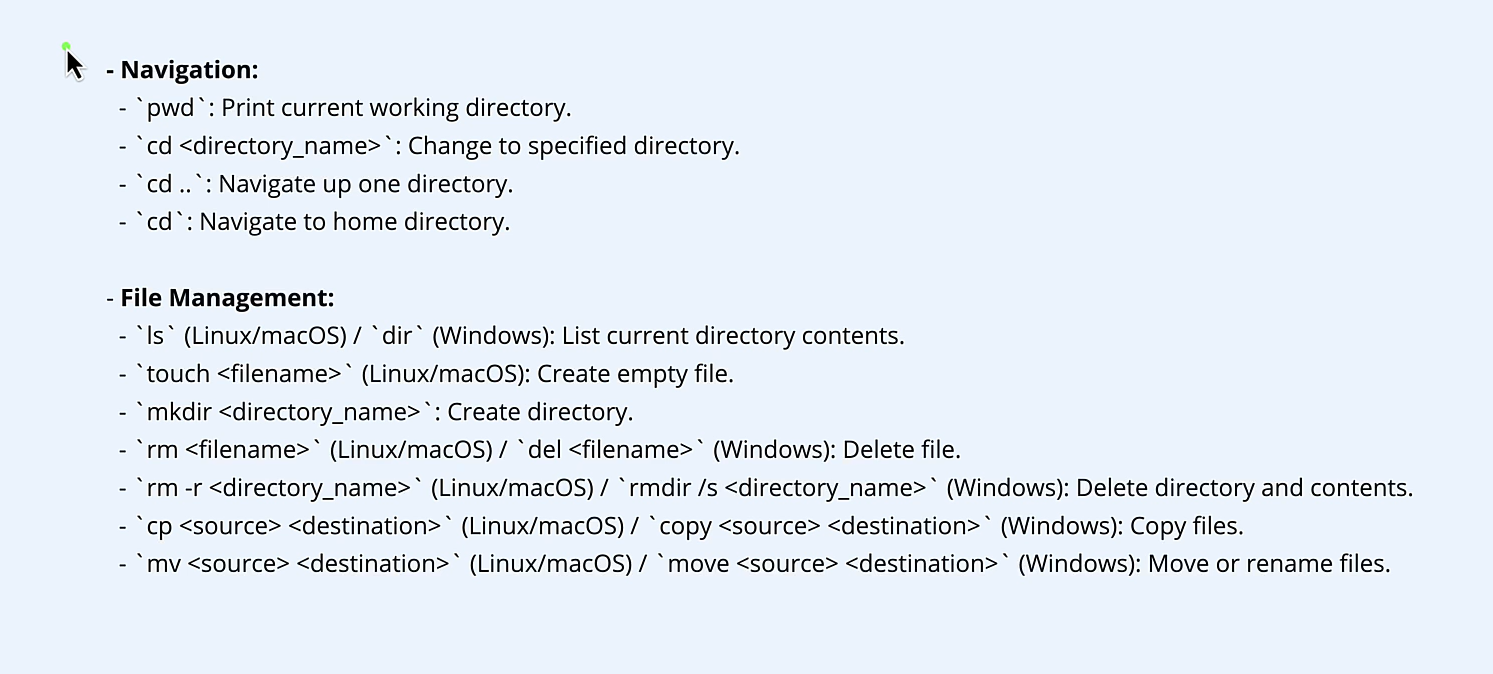 - Navigation:
- `pwd`: Print current working directory.
- `cd <directory_name>`: Change to specified directory.
- `cd ..`: Navigate up one directory.
- `cd`: Navigate to home directory.
- File Management:
- `ls` (Linux/macOS) / `dir` (Windows): List current directory contents.
- `touch <filename>` (Linux/macOS): Create empty file.
- `mkdir <directory_name>`: Create directory.
- `rm <filename>` (Linux/macOS) / `del <filename>` (Windows): Delete file.
- `rm -r <directory_name>` (Linux/macOS) / `rmdir /s <directory_name>` (Windows): Delete directory and contents.
- `cp <source> <destination>` (Linux/macOS) / `copy <source> <destination>` (Windows): Copy files.
- `mv <source> <destination>` (Linux/macOS) / `move <source> <destination>` (Windows): Move or rename files.